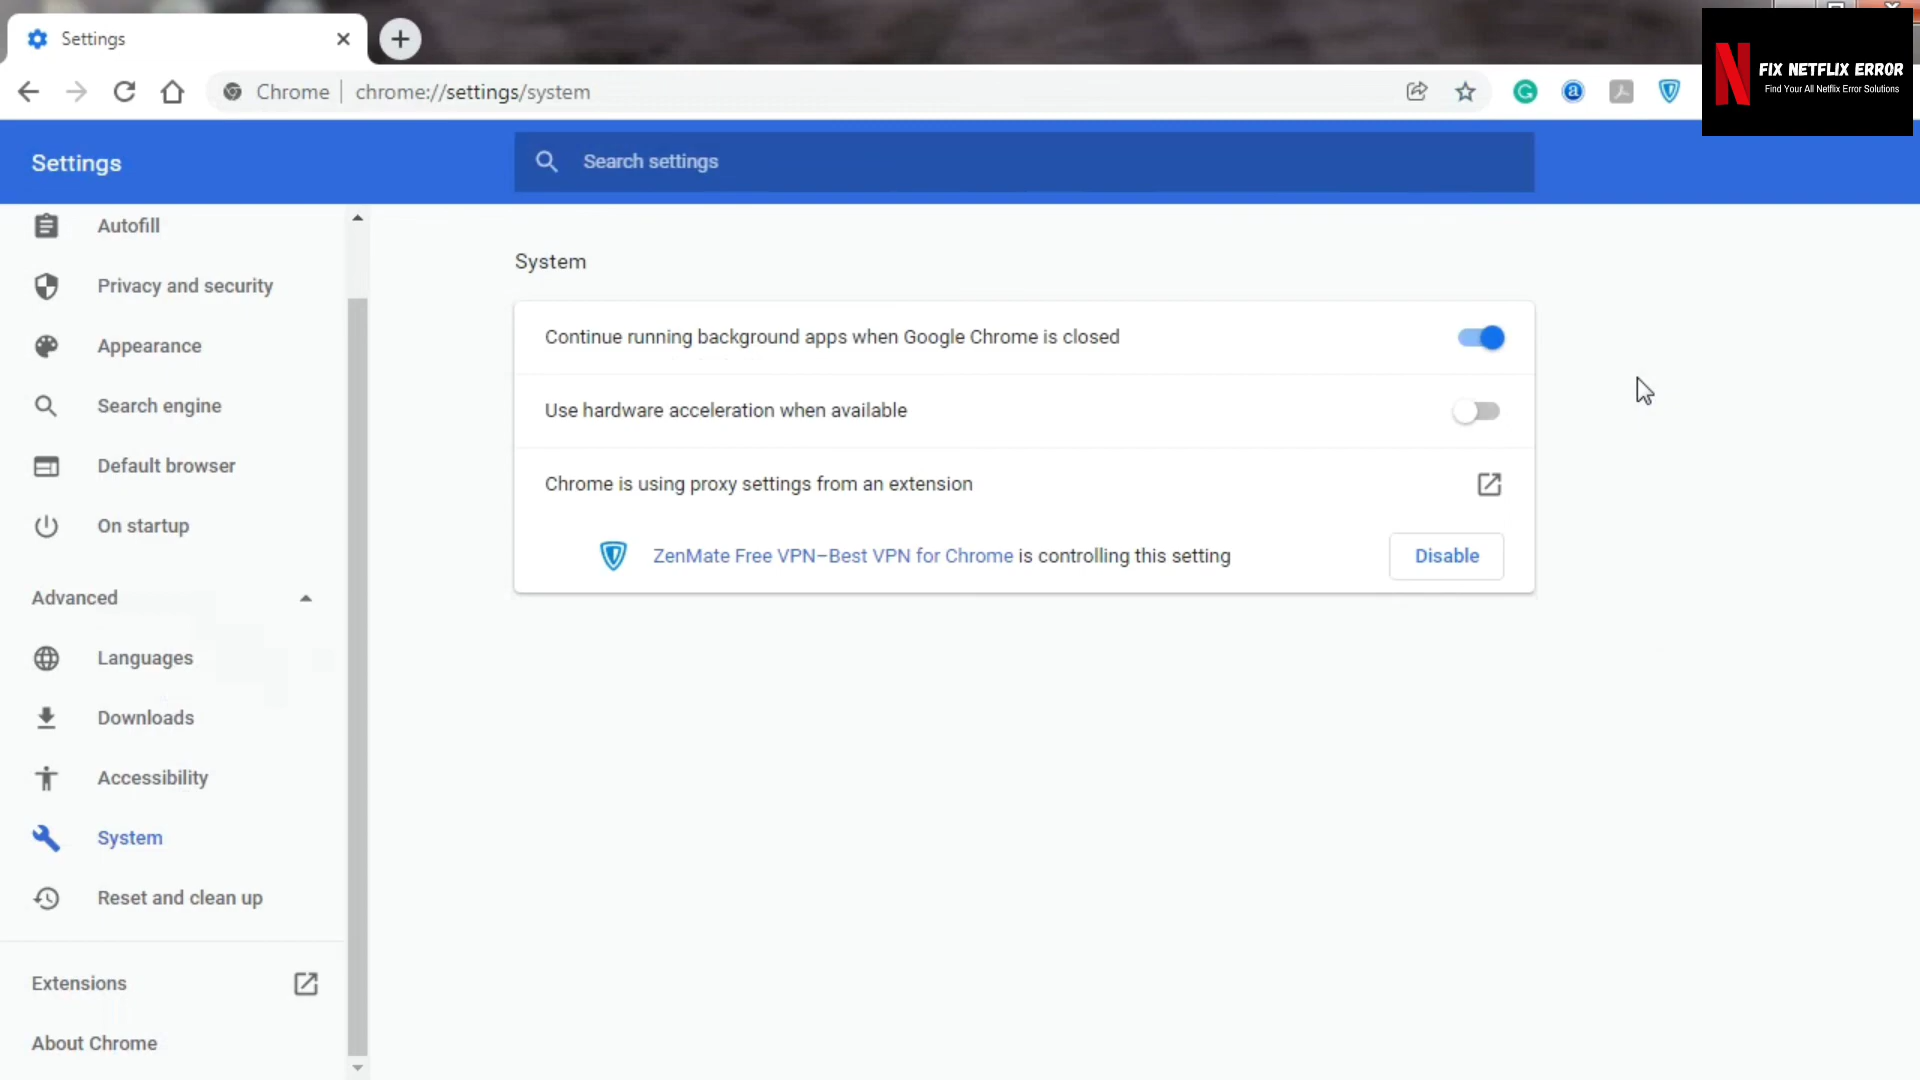 Settings
Chrome
chrome://settings/system
FIX NETFLIX ERROR
Find Your All Netflix Error Solutions
Settings
Search settings
Autofill
Privacy and security
Appearance
Search engine
Default browser
On startup
Advanced
Languages
Downloads
Accessibility
System
Reset and clean up
Extensions
About Chrome
System
Continue running background apps when Google Chrome is closed
Use hardware acceleration when available
Chrome is using proxy settings from an extension
ZenMate Free VPN–Best VPN for Chrome is controlling this setting
Disable